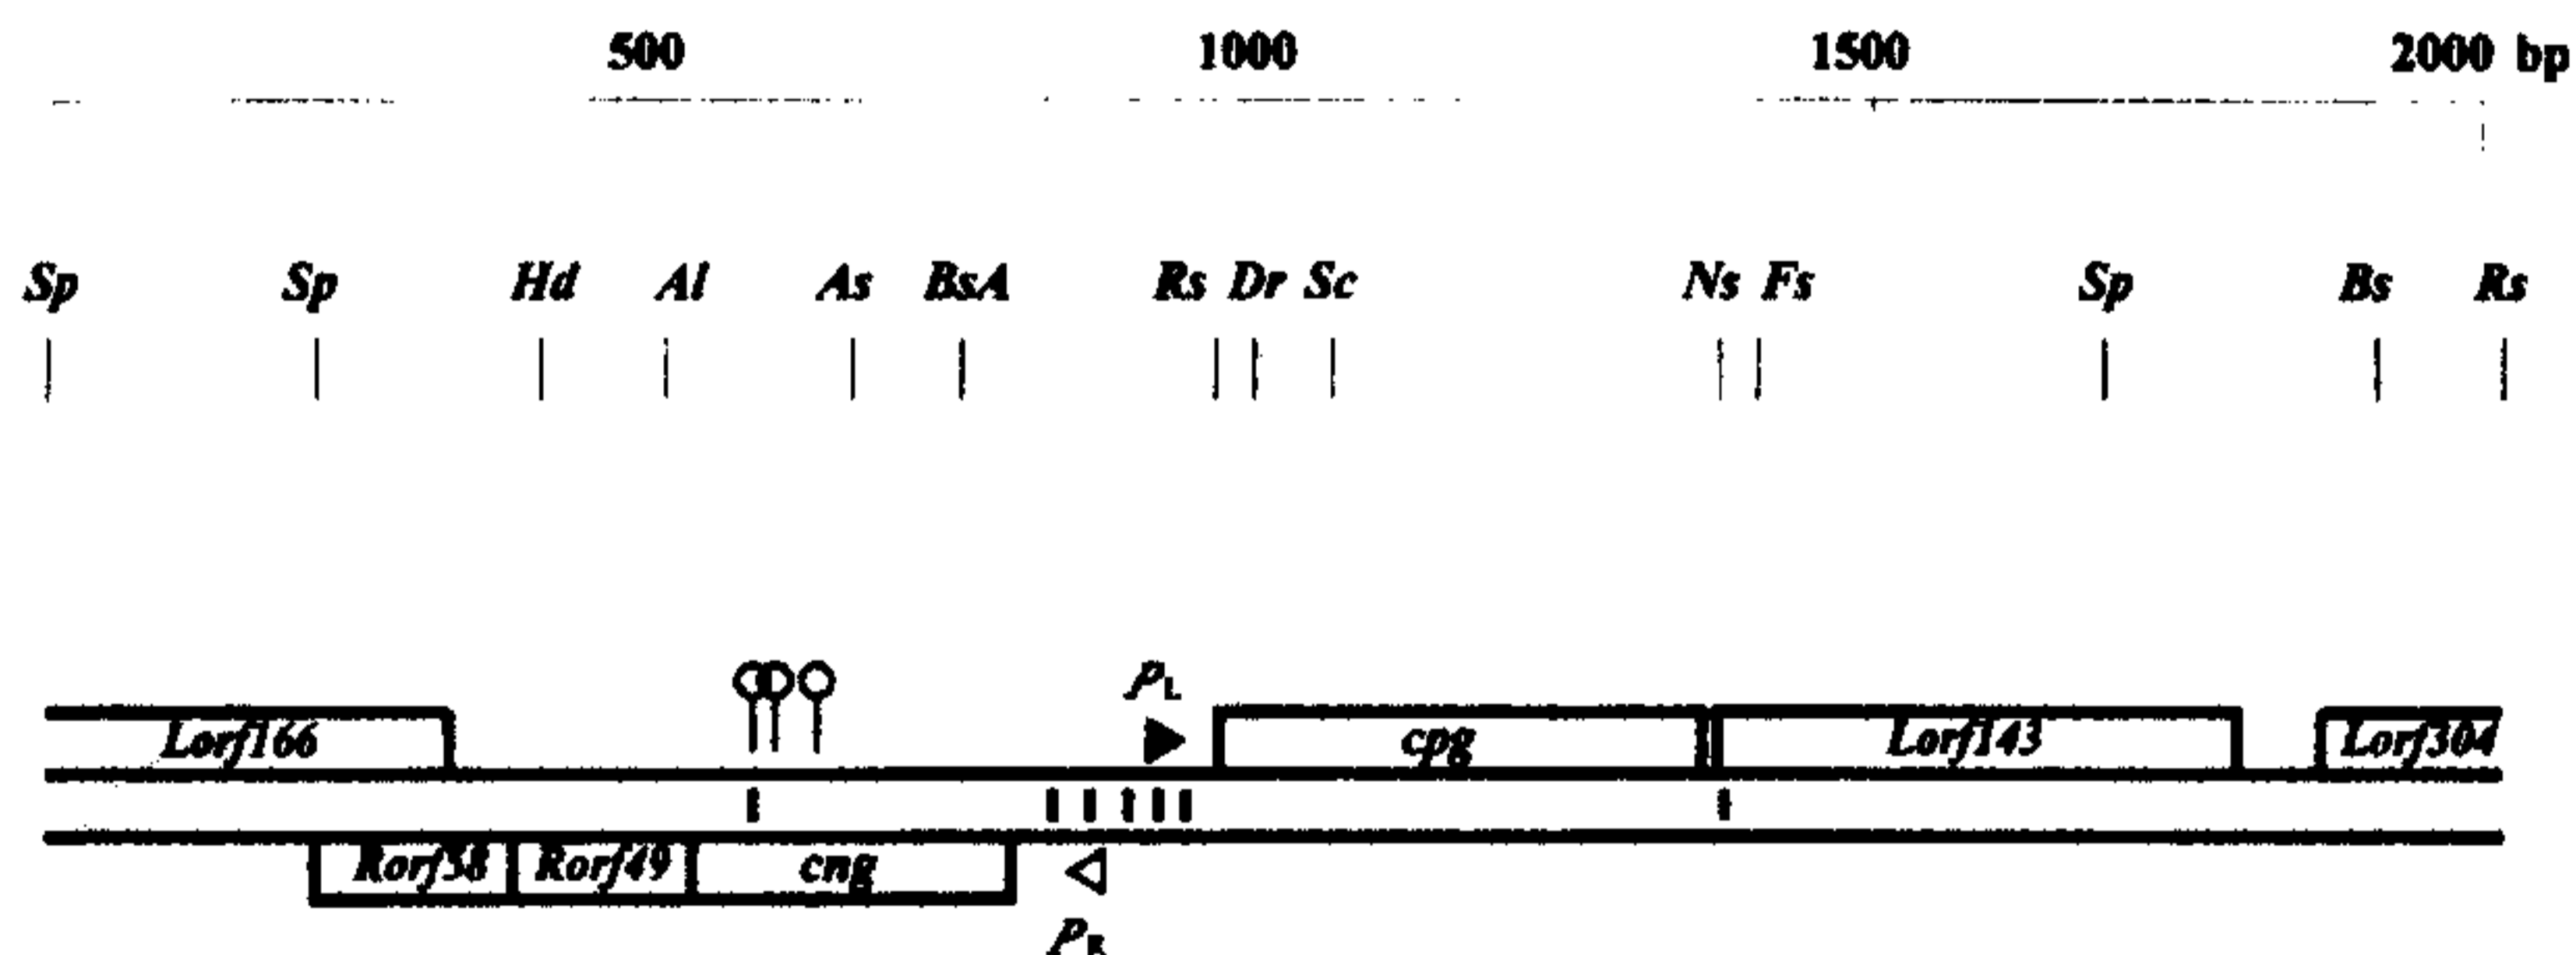 500 1000 1500 2000 bp
Sp Sp Hd Al As BsA Rs Dr Sc Ns Fs Sp Bs Rs
PL
Lorf166 cpg Lorf143 Lorf304
Rorf58 Rorf49 cng
PR